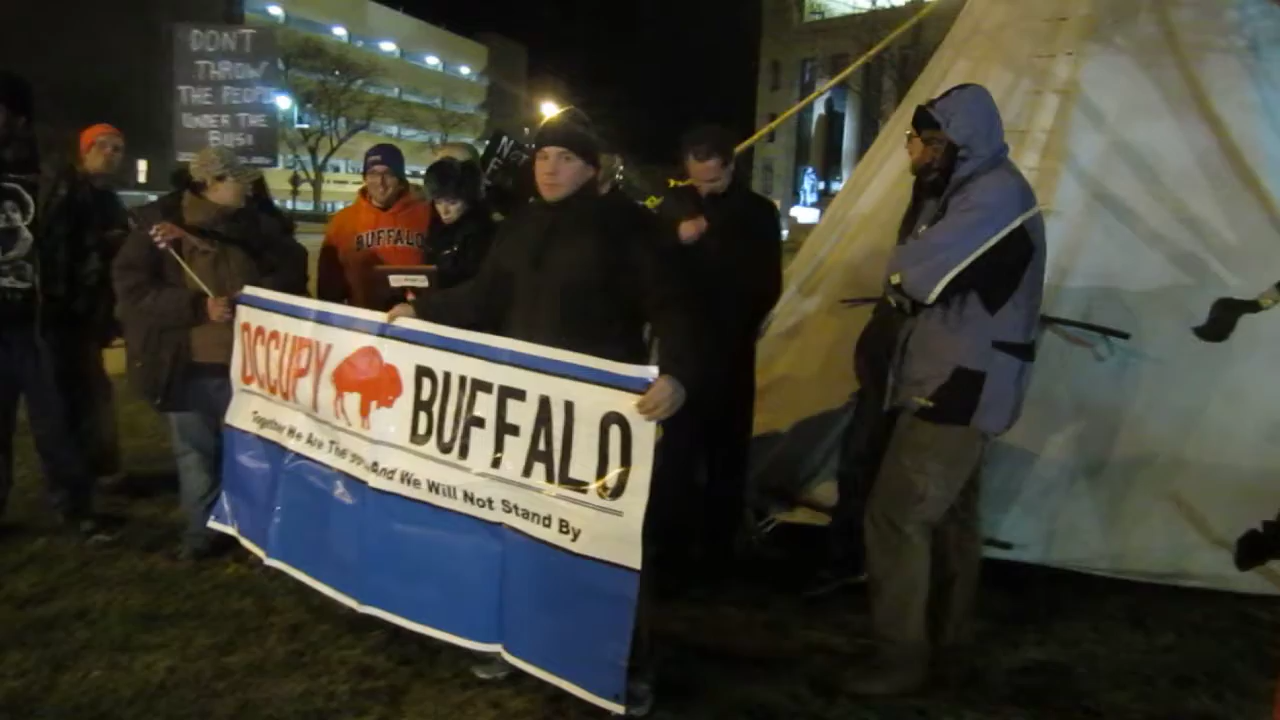 DON'T
THROW
THE PEOPLE
UNDER THE
BUS!
BUFFALO
OCCUPY BUFFALO
Together We Are The 99% And We Will Not Stand By